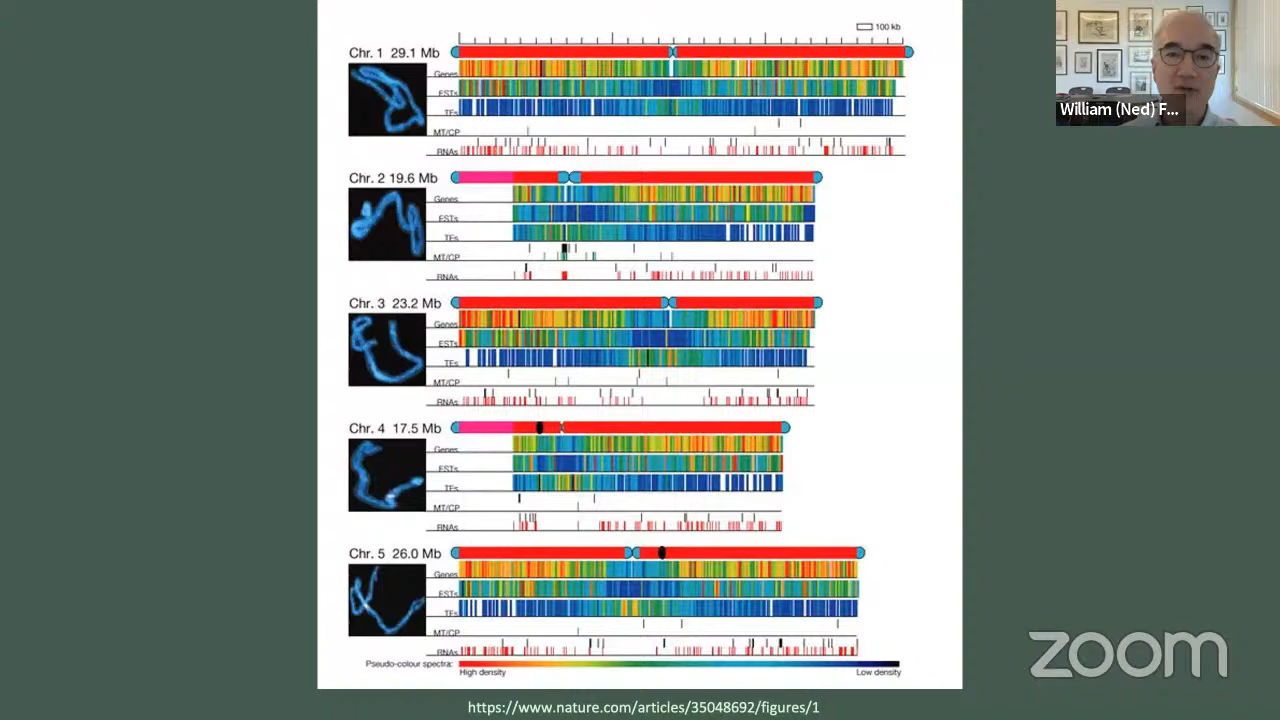 100 kb
Chr. 1 29.1 Mb
Genes
ESTs
TEs
MT/CP
RNAs
Chr. 2 19.6 Mb
Genes
ESTs
TEs
MT/CP
RNAs
Chr. 3 23.2 Mb
Genes
ESTs
TEs
MT/CP
RNAs
Chr. 4 17.5 Mb
Genes
ESTs
TEs
MT/CP
RNAs
Chr. 5 26.0 Mb
Genes
ESTs
TEs
MT/CP
RNAs
Pseudo-colour spectra:
High density
Low density
https://www.nature.com/articles/35048692/figures/1
William (Ned) F...
zoom